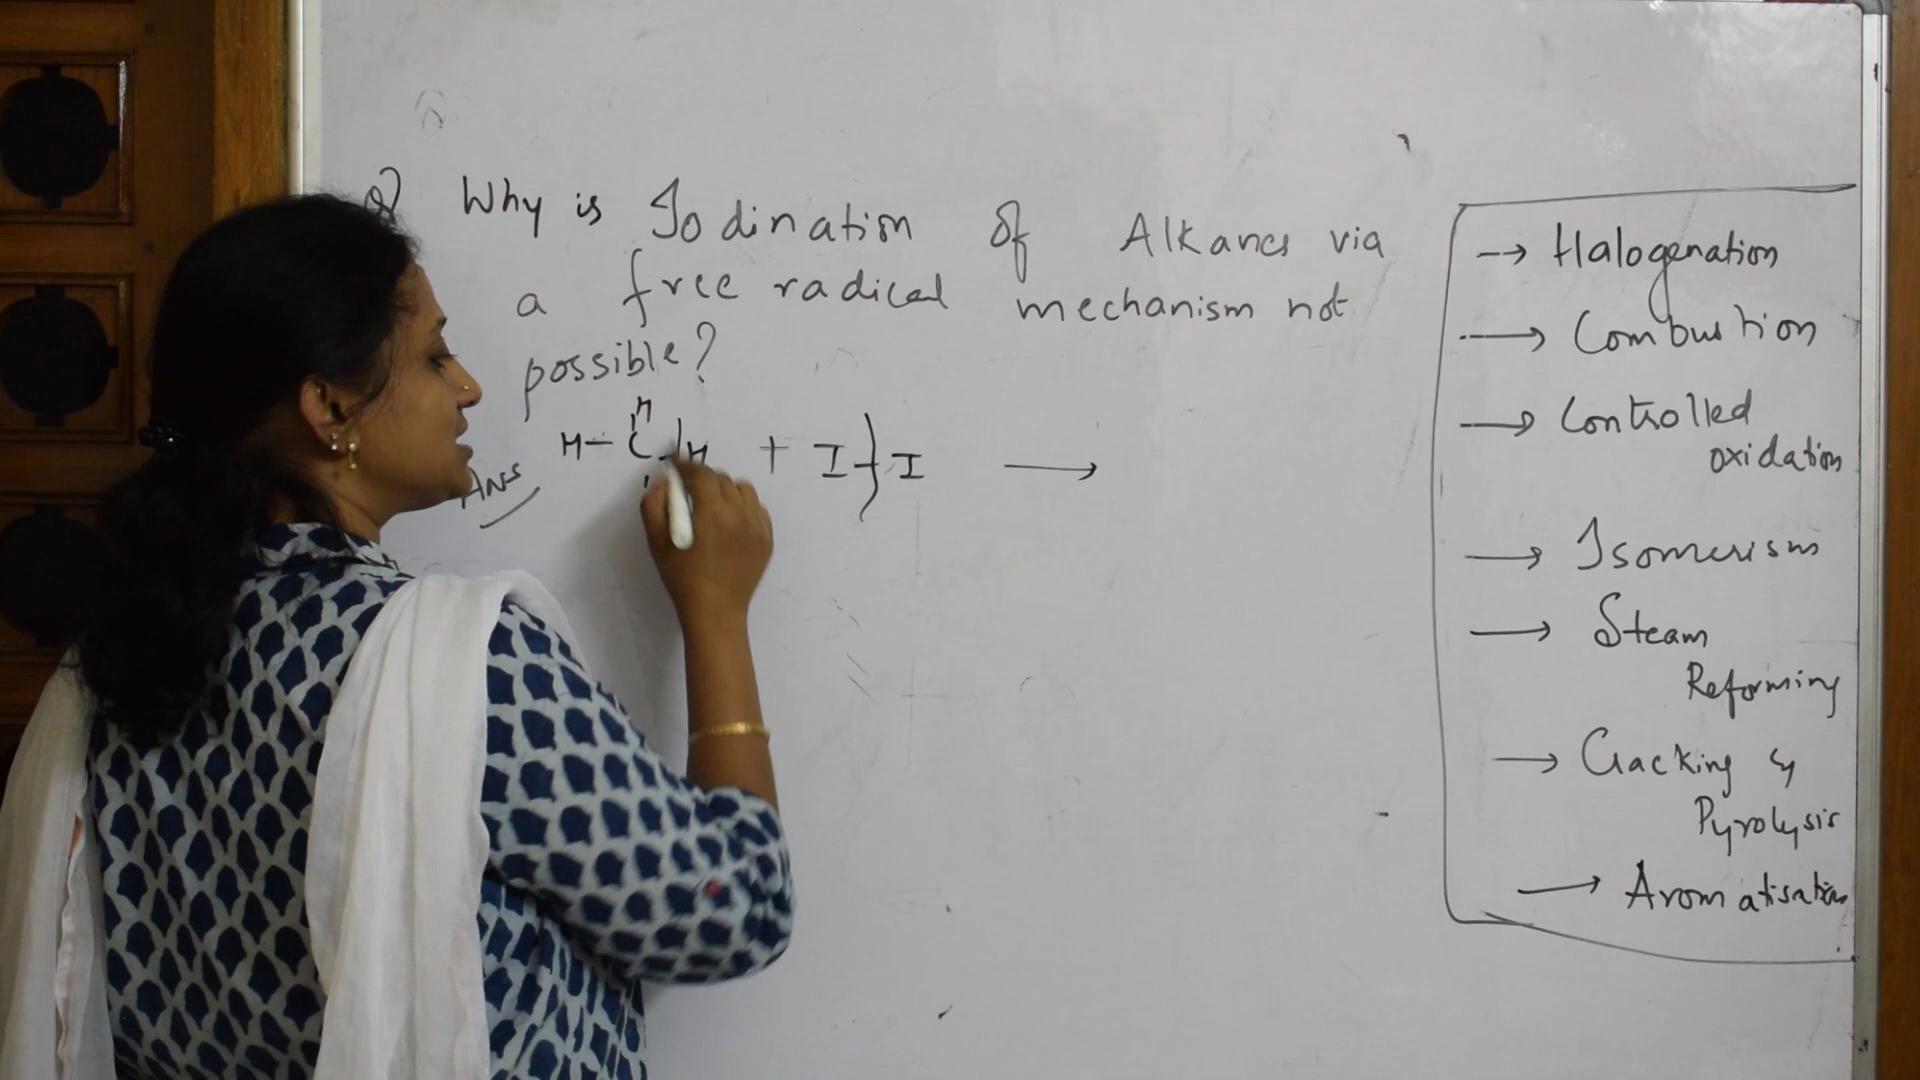 Q) Why is Iodination of Alkanes via
a free radical mechanism not
possible?
H
H-C-H + I-I →
Ans
→ Halogenation
→ Combustion
→ Controlled
oxidation
→ Isomerism
→ Steam
Reforming
→ Cracking &
Pyrolysis
→ Aromatisation